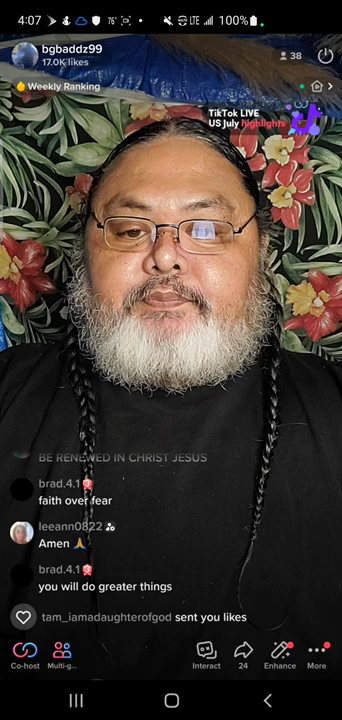 4:07
76°
LTE
100%
bgbaddz99
17.0K likes
38
Weekly Ranking
TikTok LIVE
US July highlights
BE RENEWED IN CHRIST JESUS
brad.4.1
faith over fear
leeann0822
Amen 🙏
brad.4.1
you will do greater things
tam_iamadaughterofgod sent you likes
Co-host
Multi-g...
Interact
24
Enhance
More